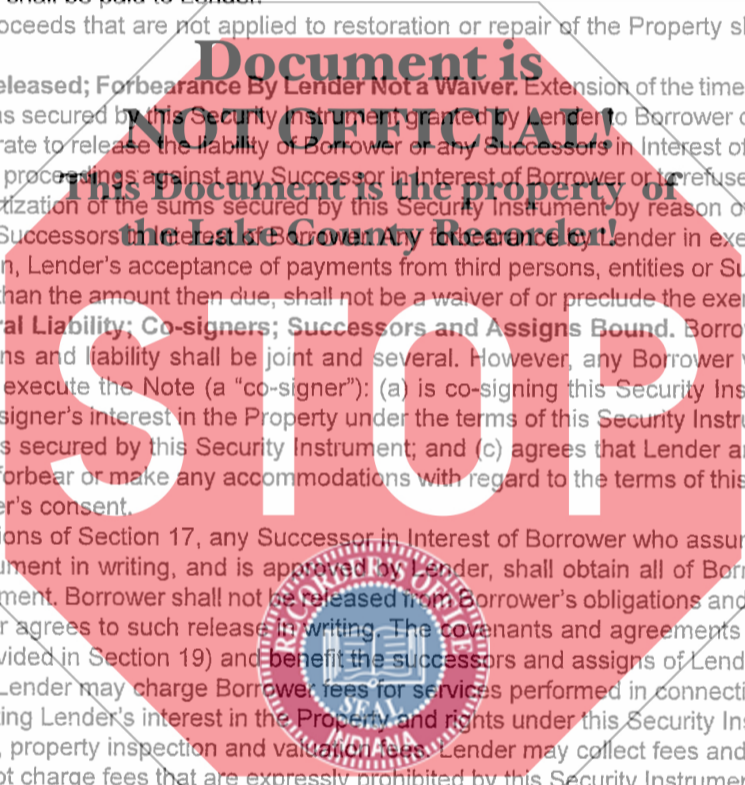 oceeds that are not applied to restoration or repair of the Property
Document is
eleased; Forbearance By Lender Not a Waiver. Extension of the time
NOT OFFICIAL!
s secured by this Security Instrument granted by Lender to Borrower
rate to release the liability of Borrower or any Successors in Interest of
This Document is the property of
proceedings against any Successor in Interest of Borrower or to refuse
tization of the sums secured by this Security Instrument by reason
the Lake County Recorder!
Successors in Interest of Borrower. Any forbearance by Lender in exe
n, Lender's acceptance of payments from third persons, entities or Su
han the amount then due, shall not be a waiver of or preclude the exer
STOP
al Liability; Co-signers; Successors and Assigns Bound. Borro
ns and liability shall be joint and several. However, any Borrower
execute the Note (a “co-signer”): (a) is co-signing this Security Ins
signer's interest in the Property under the terms of this Security Instru
s secured by this Security Instrument; and (c) agrees that Lender a
orbear or make any accommodations with regard to the terms of this
er's consent.
ions of Section 17, any Successor in Interest of Borrower who assu
ument in writing, and is approved by Lender, shall obtain all of Borr
ment. Borrower shall not be released from Borrower's obligations and
r agrees to such release in writing. The covenants and agreements
vided in Section 19) and benefit the successors and assigns of Lend
Lender may charge Borrower fees for services performed in connecti
ing Lender's interest in the Property and rights under this Security In
, property inspection and valuation fees. Lender may collect fees and
ot charge fees that are expressly prohibited by this Security Instrumen
RECORDER'S OFFICE
SEAL
INDIANA